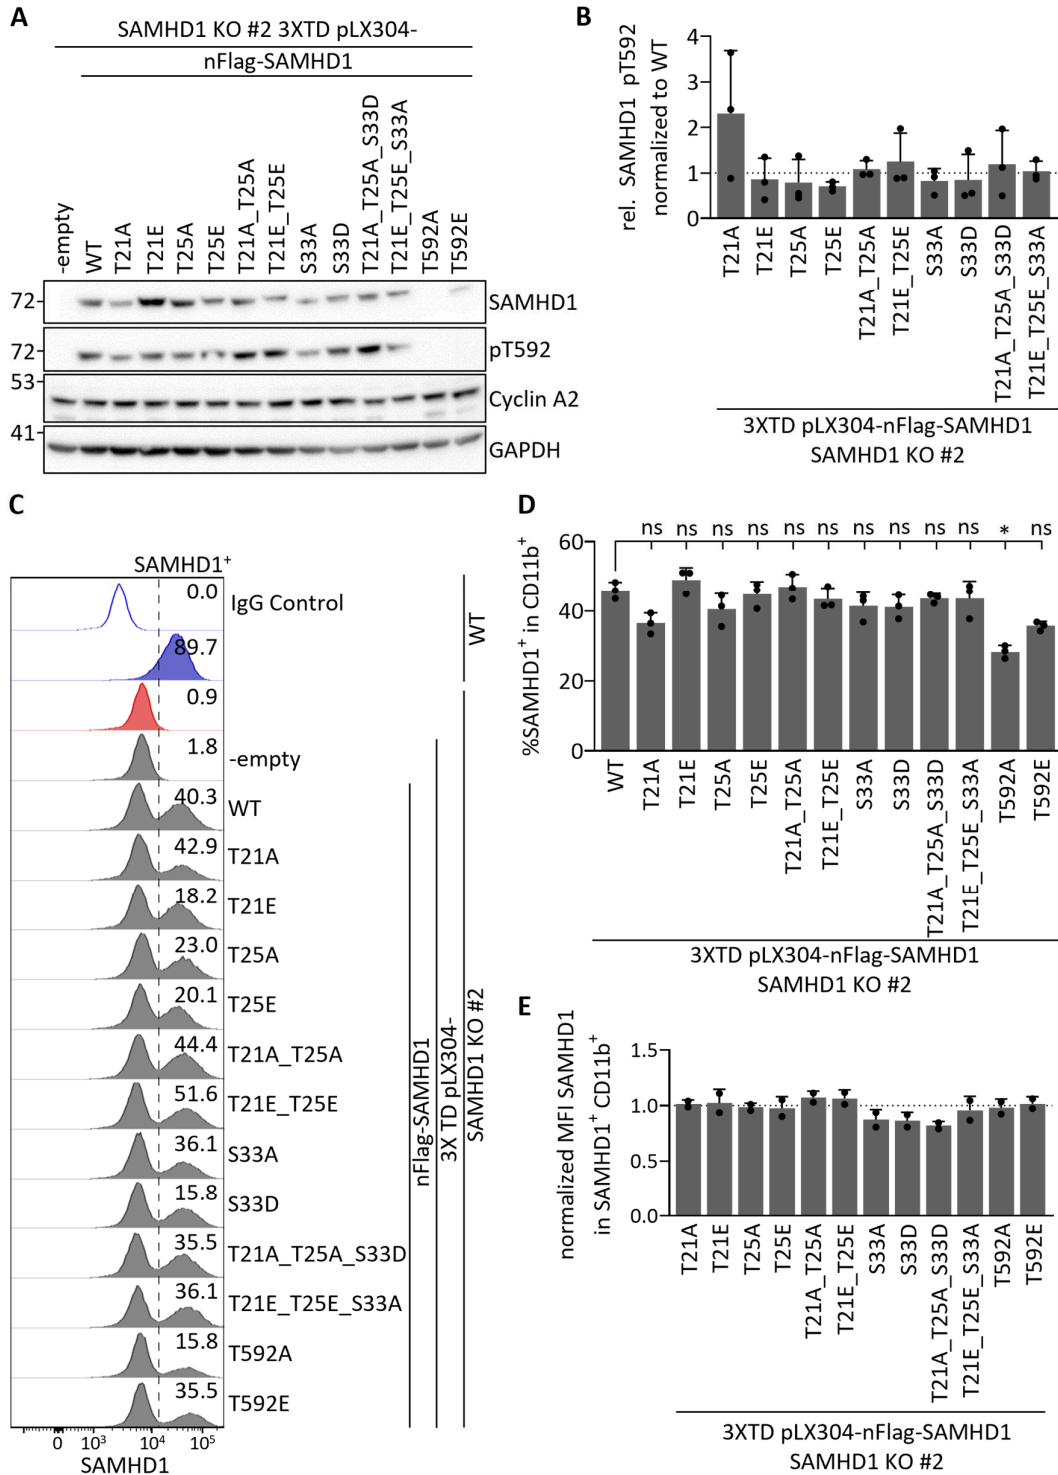 A
SAMHD1 KO #2 3XTD pLX304-
nFlag-SAMHD1
-empty
WT
T21A
T21E
T25A
T25E
T21A_T25A
T21E_T25E
S33A
S33D
T21A_T25A_S33D
T21E_T25E_S33A
T592A
T592E
72
SAMHD1
72
pT592
53
Cyclin A2
41
GAPDH
B
rel. SAMHD1 pT592
normalized to WT
4
3
2
1
0
T21A
T21E
T25A
T25E
T21A_T25A
T21E_T25E
S33A
S33D
T21A_T25A_S33D
T21E_T25E_S33A
3XTD pLX304-nFlag-SAMHD1
SAMHD1 KO #2
C
SAMHD1⁺
0.0 IgG Control
89.7
0.9
1.8 -empty
40.3 WT
42.9 T21A
18.2 T21E
23.0 T25A
20.1 T25E
44.4 T21A_T25A
51.6 T21E_T25E
36.1 S33A
15.8 S33D
35.5 T21A_T25A_S33D
36.1 T21E_T25E_S33A
15.8 T592A
35.5 T592E
0 10³ 10⁴ 10⁵
SAMHD1
nFlag-SAMHD1
3X TD pLX304-
SAMHD1 KO #2
WT
D
%SAMHD1⁺ in CD11b⁺
60
40
20
0
ns ns ns ns ns ns ns ns ns ns * ns
WT
T21A
T21E
T25A
T25E
T21A_T25A
T21E_T25E
S33A
S33D
T21A_T25A_S33D
T21E_T25E_S33A
T592A
T592E
3XTD pLX304-nFlag-SAMHD1
SAMHD1 KO #2
E
normalized MFI SAMHD1
in SAMHD1⁺ CD11b⁺
1.5
1.0
0.5
0.0
T21A
T21E
T25A
T25E
T21A_T25A
T21E_T25E
S33A
S33D
T21A_T25A_S33D
T21E_T25E_S33A
T592A
T592E
3XTD pLX304-nFlag-SAMHD1
SAMHD1 KO #2